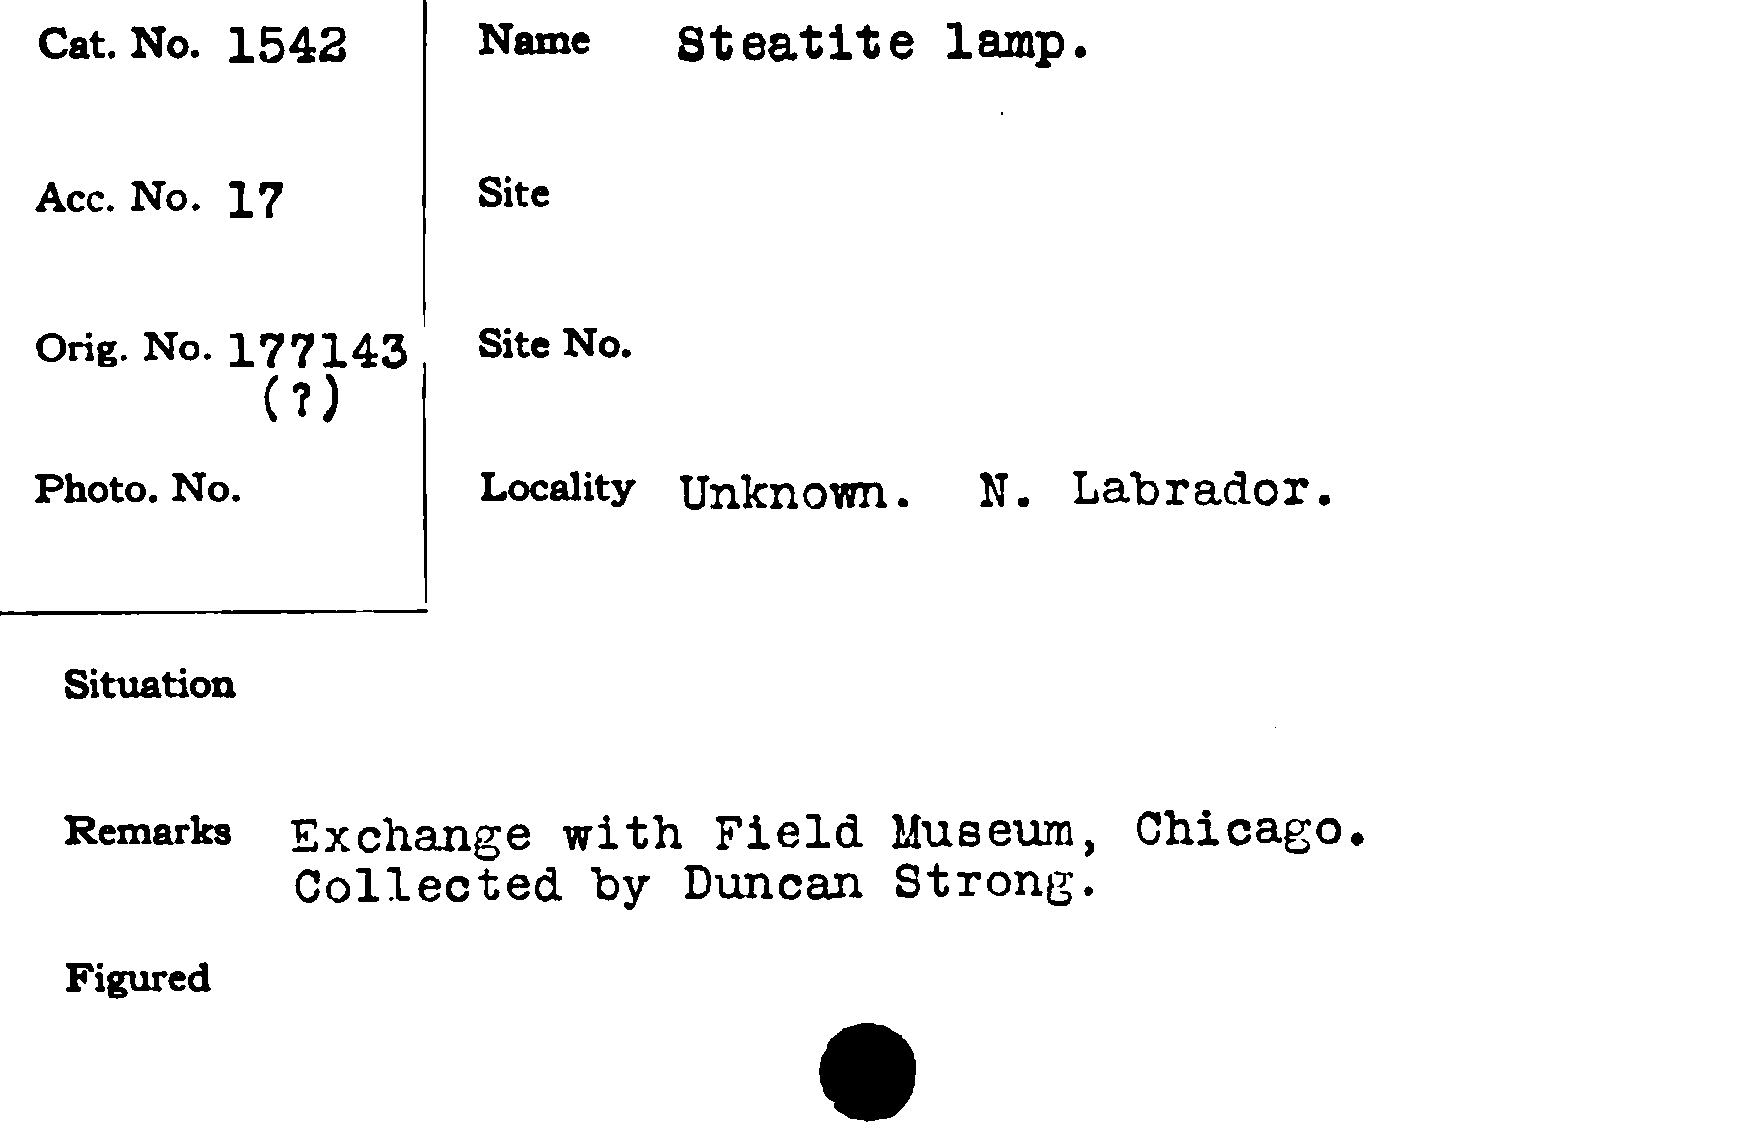 Cat. No. 1542
Name Steatite lamp.
Acc. No. 17
Site
Orig. No. 177143
(?)
Site No.
Photo. No.
Locality Unknown. N. Labrador.
Situation
Remarks Exchange with Field Museum, Chicago.
Collected by Duncan Strong.
Figured